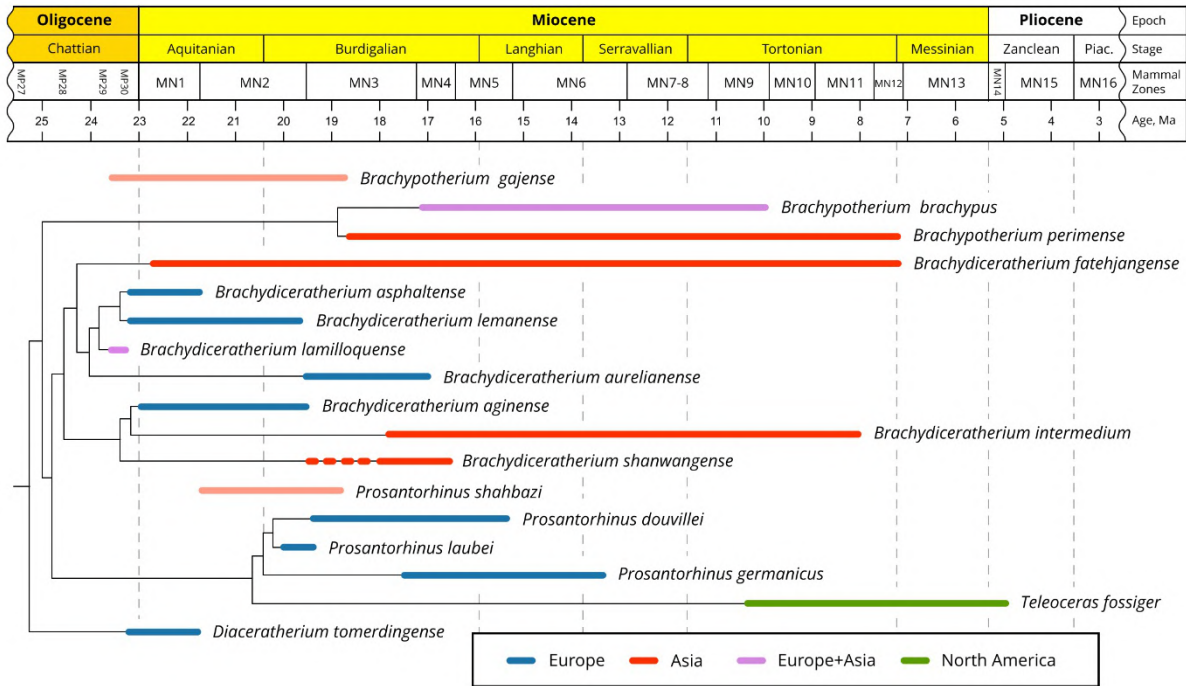 Oligocene Miocene Pliocene Epoch
Chattian Aquitanian Burdigalian Langhian Serravallian Tortonian Messinian Zanclean Piac. Stage
MP27 MP28 MP29 MP30 MN1 MN2 MN3 MN4 MN5 MN6 MN7-8 MN9 MN10 MN11 MN12 MN13 MN14 MN15 MN16 Mammal Zones
25 24 23 22 21 20 19 18 17 16 15 14 13 12 11 10 9 8 7 6 5 4 3 Age, Ma
Brachypotherium gajense
Brachypotherium brachypus
Brachypotherium perimense
Brachydiceratherium fatehjangense
Brachydiceratherium asphaltense
Brachydiceratherium lemanense
Brachydiceratherium lamilloquense
Brachydiceratherium aurelianense
Brachydiceratherium aginense
Brachydiceratherium intermedium
Brachydiceratherium shanwangense
Prosantorhinus shahbazi
Prosantorhinus douvillei
Prosantorhinus laubei
Prosantorhinus germanicus
Teleoceras fossiger
Diaceratherium tomerdingense
Europe Asia Europe+Asia North America